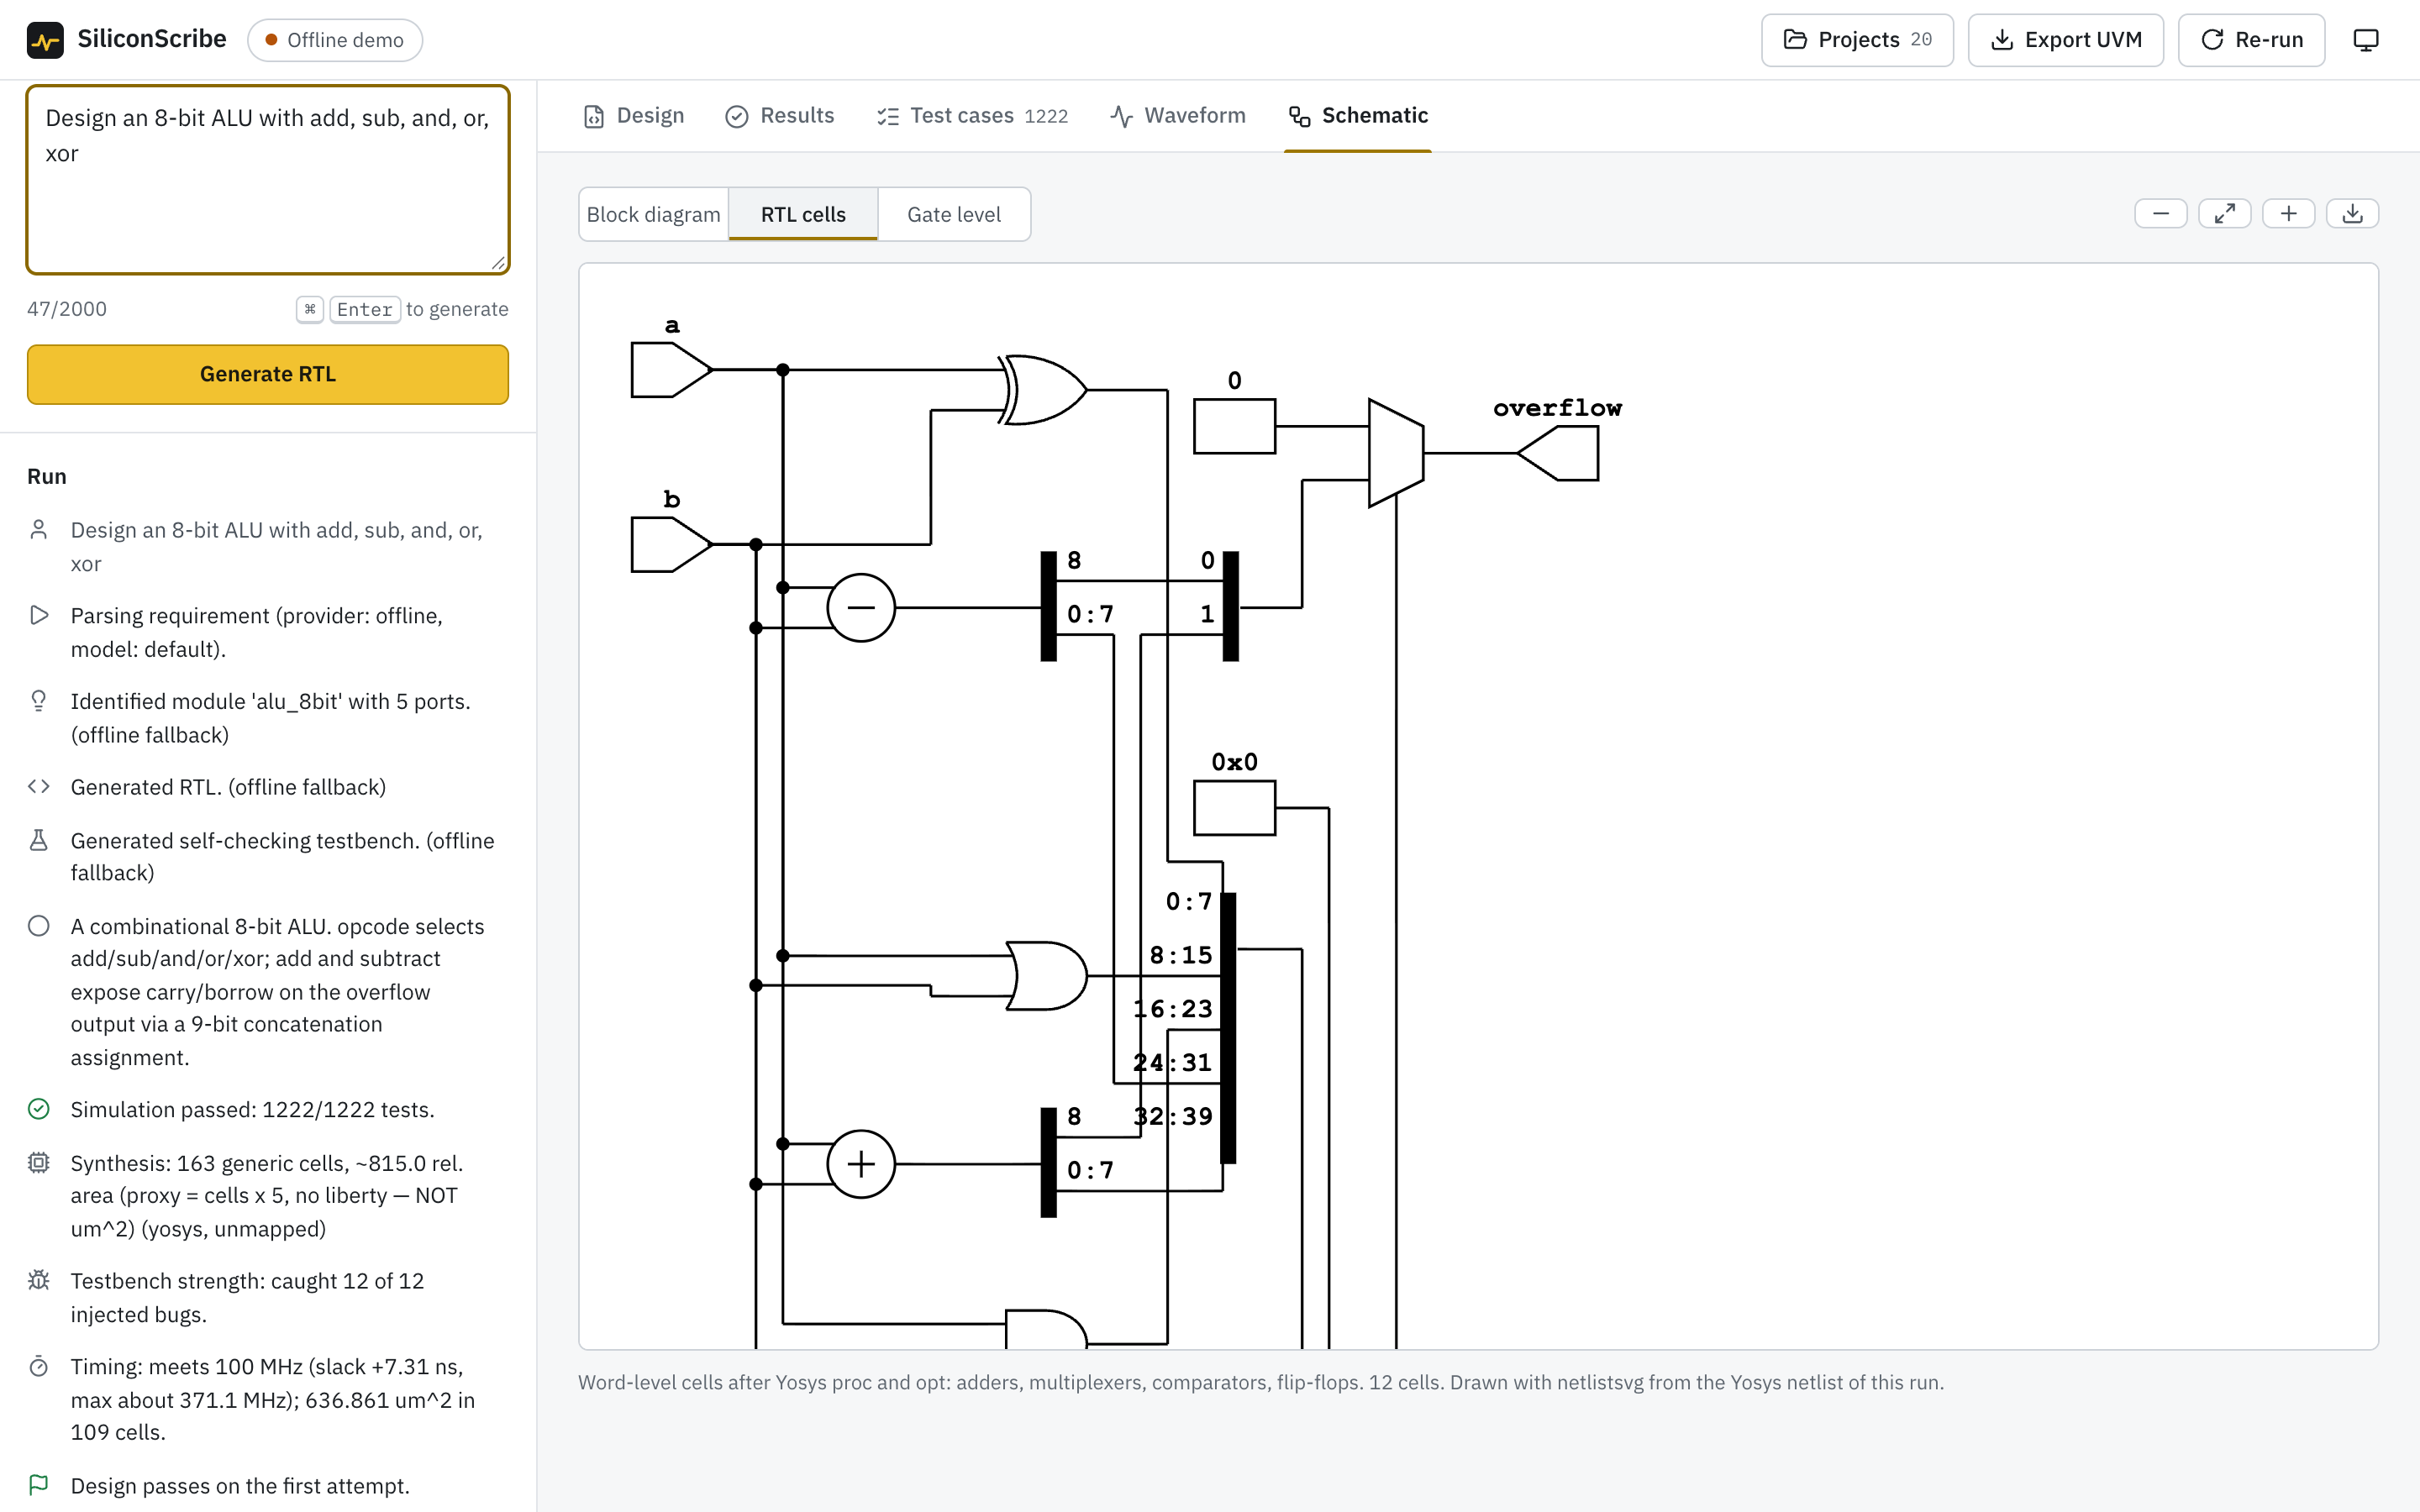 SiliconScribe
Offline demo
Projects 20
Export UVM
Re-run
Design an 8-bit ALU with add, sub, and, or,
xor
47/2000
⌘ Enter to generate
Generate RTL
Run
Design an 8-bit ALU with add, sub, and, or,
xor
Parsing requirement (provider: offline,
model: default).
Identified module 'alu_8bit' with 5 ports.
(offline fallback)
Generated RTL. (offline fallback)
Generated self-checking testbench. (offline
fallback)
A combinational 8-bit ALU. opcode selects
add/sub/and/or/xor; add and subtract
expose carry/borrow on the overflow
output via a 9-bit concatenation
assignment.
Simulation passed: 1222/1222 tests.
Synthesis: 163 generic cells, ~815.0 rel.
area (proxy = cells x 5, no liberty — NOT
um^2) (yosys, unmapped)
Testbench strength: caught 12 of 12
injected bugs.
Timing: meets 100 MHz (slack +7.31 ns,
max about 371.1 MHz); 636.861 um^2 in
109 cells.
Design passes on the first attempt.
Design
Results
Test cases 1222
Waveform
Schematic
Block diagram
RTL cells
Gate level
a
0
overflow
b
8
0
0:7
1
0x0
0:7
8:15
16:23
24:31
8
32:39
0:7
Word-level cells after Yosys proc and opt: adders, multiplexers, comparators, flip-flops. 12 cells. Drawn with netlistsvg from the Yosys netlist of this run.